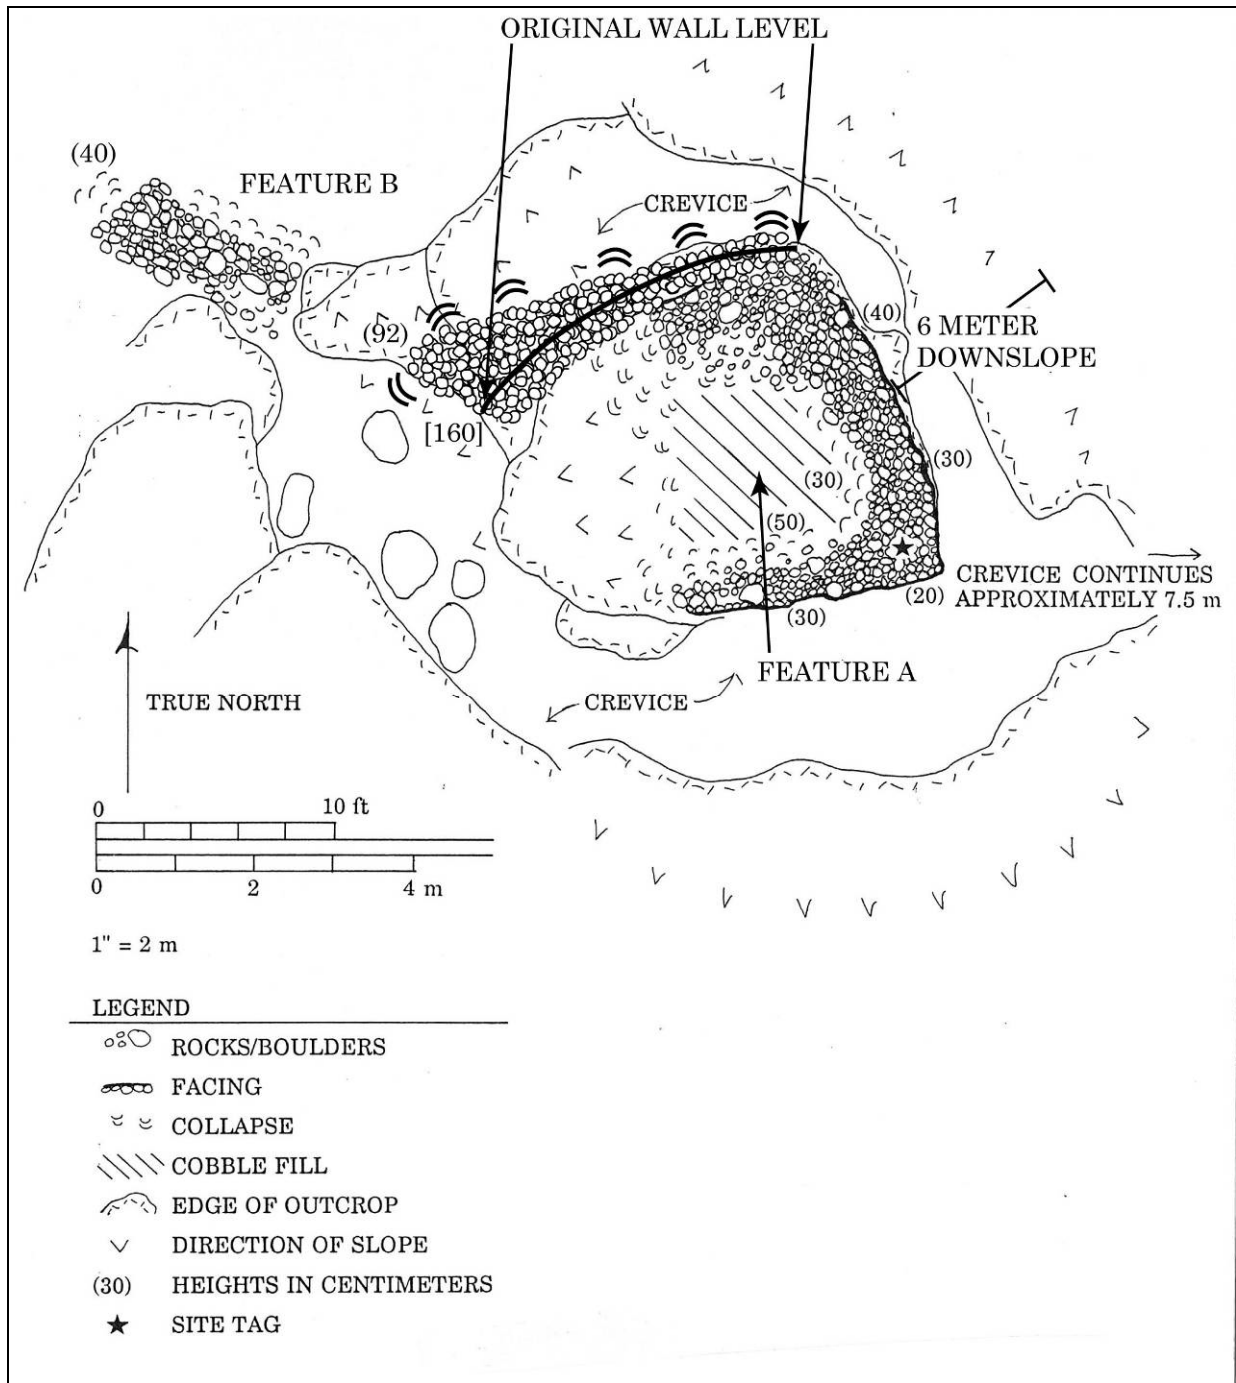 ORIGINAL WALL LEVEL
(40)
FEATURE B
CREVICE
(92)
(40)
6 METER
DOWNSLOPE
[160]
(30)
(30)
(50)
(20)
(30)
CREVICE CONTINUES
APPROXIMATELY 7.5 m
FEATURE A
CREVICE
TRUE NORTH
0 10 ft
0 2 4 m
1" = 2 m
LEGEND
ROCKS/BOULDERS
FACING
COLLAPSE
COBBLE FILL
EDGE OF OUTCROP
DIRECTION OF SLOPE
(30) HEIGHTS IN CENTIMETERS
SITE TAG